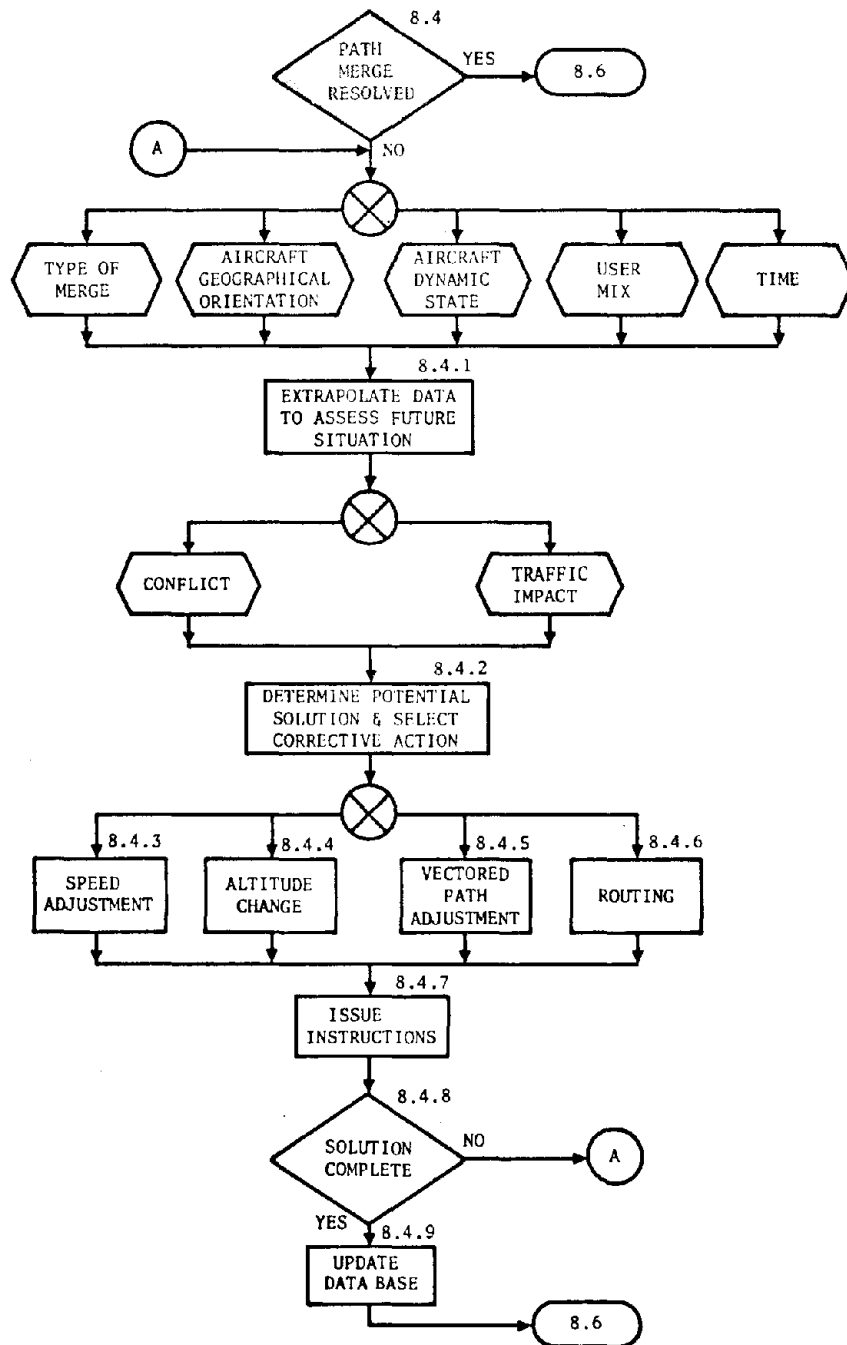 8.4
PATH
MERGE
RESOLVED
YES
8.6
A
NO
TYPE OF
MERGE
AIRCRAFT
GEOGRAPHICAL
ORIENTATION
AIRCRAFT
DYNAMIC
STATE
USER
MIX
TIME
8.4.1
EXTRAPOLATE DATA
TO ASSESS FUTURE
SITUATION
CONFLICT
TRAFFIC
IMPACT
8.4.2
DETERMINE POTENTIAL
SOLUTION & SELECT
CORRECTIVE ACTION
8.4.3
SPEED
ADJUSTMENT
8.4.4
ALTITUDE
CHANGE
8.4.5
VECTORED
PATH
ADJUSTMENT
8.4.6
ROUTING
8.4.7
ISSUE
INSTRUCTIONS
8.4.8
SOLUTION
COMPLETE
NO
A
YES
8.4.9
UPDATE
DATA BASE
8.6